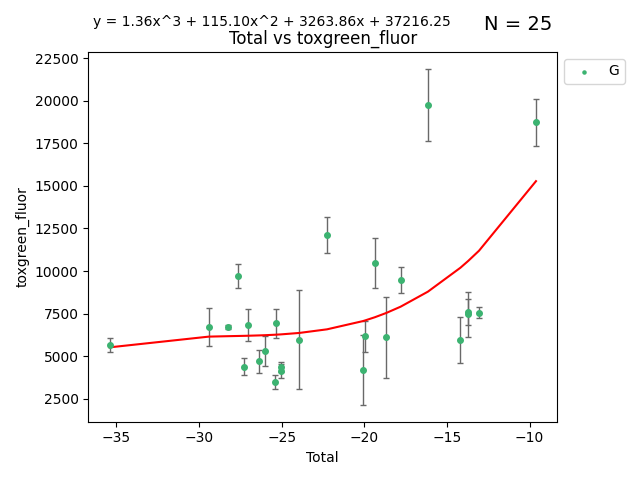 y = 1.36x^3 + 115.10x^2 + 3263.86x + 37216.25
N = 25
Total vs toxgreen_fluor
G
22500
20000
17500
15000
12500
10000
7500
5000
2500
toxgreen_fluor
−35
−30
−25
−20
−15
−10
Total